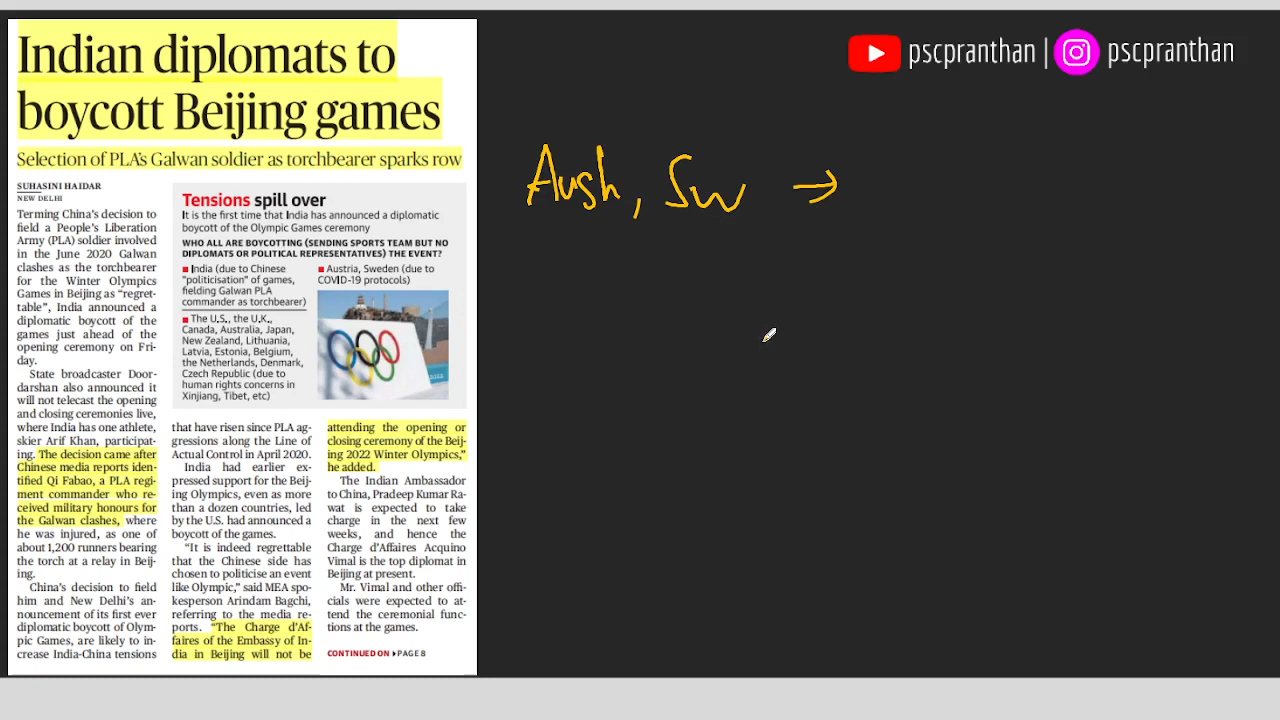 Indian diplomats to
boycott Beijing games
Selection of PLA's Galwan soldier as torchbearer sparks row
SUHASINI HAIDAR
NEW DELHI
Terming China's decision to
field a People's Liberation
Army (PLA) soldier involved
in the June 2020 Galwan
clashes as the torchbearer
for the Winter Olympics
Games in Beijing as "regret-
table", India announced a
diplomatic boycott of the
games just ahead of the
opening ceremony on Fri-
day.
State broadcaster Door-
darshan also announced it
will not telecast the opening
and closing ceremonies live,
where India has one athlete,
skier Arif Khan, participat-
ing. The decision came after
Chinese media reports iden-
tified Qi Fabao, a PLA regi-
ment commander who re-
ceived military honours for
the Galwan clashes, where
he was injured, as one of
about 1,200 runners bearing
the torch at a relay in Beij-
ing.
China's decision to field
him and New Delhi's an-
nouncement of its first ever
diplomatic boycott of Olym-
pic Games, are likely to in-
crease India-China tensions
Tensions spill over
It is the first time that India has announced a diplomatic
boycott of the Olympic Games ceremony
WHO ALL ARE BOYCOTTING (SENDING SPORTS TEAM BUT NO
DIPLOMATS OR POLITICAL REPRESENTATIVES) THE EVENT?
India (due to Chinese
"politicisation" of games,
fielding Galwan PLA
commander as torchbearer)
The U.S., the U.K.,
Canada, Australia, Japan,
New Zealand, Lithuania,
Latvia, Estonia, Belgium,
the Netherlands, Denmark,
Czech Republic (due to
human rights concerns in
Xinjiang, Tibet, etc)
Austria, Sweden (due to
COVID-19 protocols)
that have risen since PLA ag-
gressions along the Line of
Actual Control in April 2020.
India had earlier ex-
pressed support for the Beij-
ing Olympics, even as more
than a dozen countries, led
by the U.S. had announced a
boycott of the games.
"It is indeed regrettable
that the Chinese side has
chosen to politicise an event
like Olympic," said MEA spo-
kesperson Arindam Bagchi,
referring to the media re-
ports. "The Charge d'Af-
faires of the Embassy of In-
dia in Beijing will not be
attending the opening or
closing ceremony of the Beij-
ing 2022 Winter Olympics,"
he added.
The Indian Ambassador
to China, Pradeep Kumar Ra-
wat is expected to take
charge in the next few
weeks, and hence the
Charge d'Affaires Acquino
Vimal is the top diplomat in
Beijing at present.
Mr. Vimal and other offi-
cials were expected to at-
tend the ceremonial func-
tions at the games.
CONTINUED ON PAGE 8
pscpranthan | pscpranthan
, Sw →